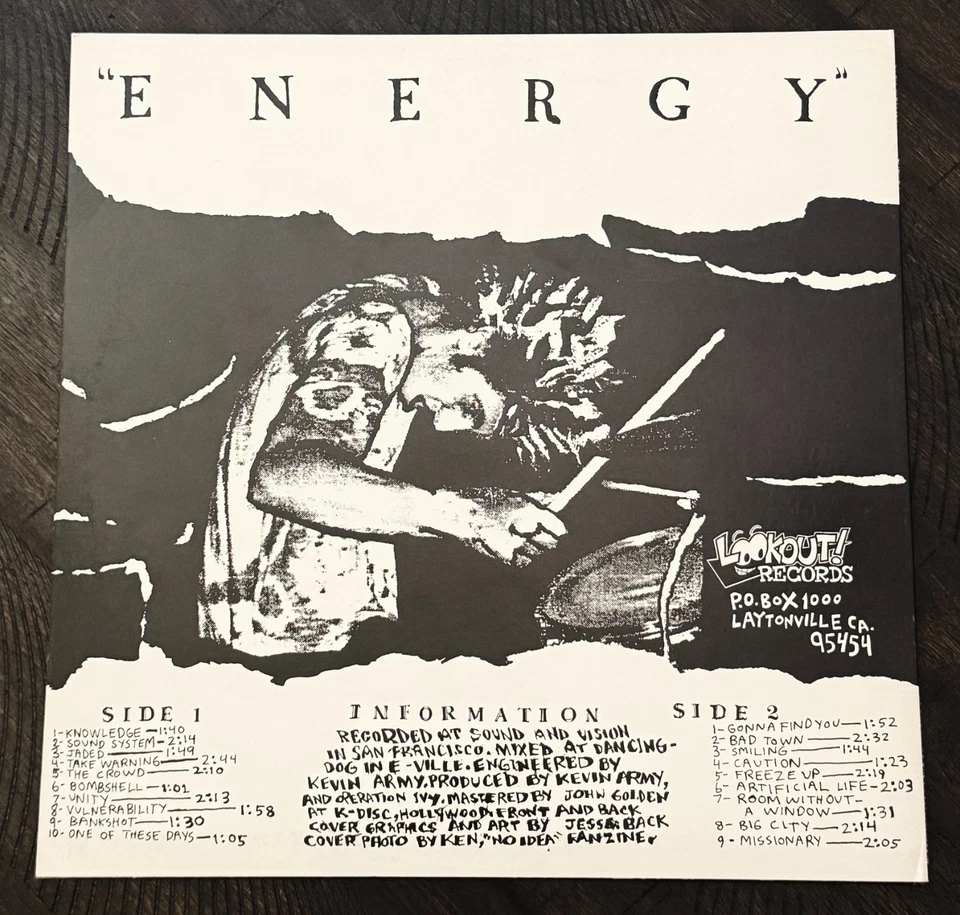 "ENERGY"
LOOKOUT!
RECORDS
P.O. BOX 1000
LAYTONVILLE CA.
95454
SIDE 1
1- KNOWLEDGE — 1:40
2- SOUND SYSTEM - 2:14
3- JADED — 1:49
4- TAKE WARNING — 2:44
5- THE CROWD — 2:10
6- BOMBSHELL — 1:01
7- UNITY — 2:13
8- VULNERABILITY — 1:58
9- BANKSHOT — 1:30
10- ONE OF THESE DAYS — 1:05
INFORMATION
RECORDED AT SOUND AND VISION
IN SAN FRANCISCO. MIXED AT DANCING-
DOG IN E-VILLE. ENGINEERED BY
KEVIN ARMY. PRODUCED BY KEVIN ARMY,
AND OPERATION IVY. MASTERED BY JOHN GOLDEN
AT K-DISC, HOLLYWOOD. FRONT AND BACK
COVER GRAPHICS AND ART BY JESSE. BACK
COVER PHOTO BY KEN, "NO IDEA" FANZINE.
SIDE 2
1- GONNA FIND YOU — 1:52
2- BAD TOWN — 2:32
3- SMILING — 1:44
4- CAUTION — 1:23
5- FREEZE UP — 2:19
6- ARTIFICIAL LIFE - 2:03
7- ROOM WITHOUT-
A WINDOW — 1:31
8- BIG CITY — 2:14
9- MISSIONARY — 2:05